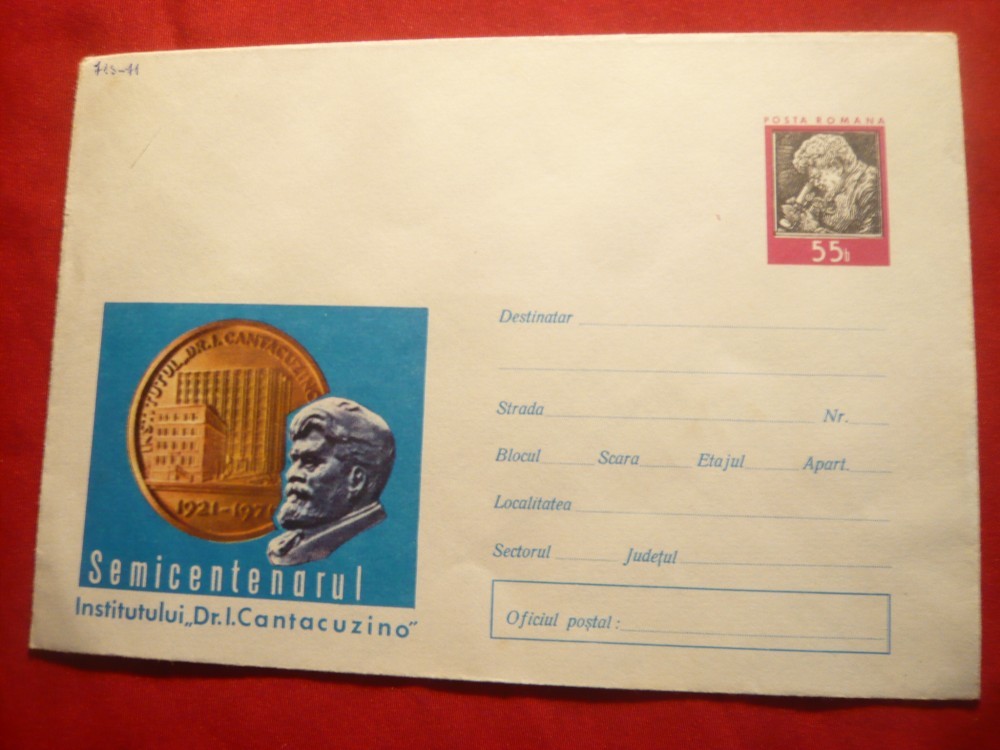 713-71
POSTA ROMANA
55b
INSTITUTUL „DR. I. CANTACUZINO
1921-1971
Semicentenarul
Institutului „Dr. I. Cantacuzino”
Destinatar
Strada Nr.
Blocul Scara Etajul Apart.
Localitatea
Sectorul Județul
Oficiul poștal :